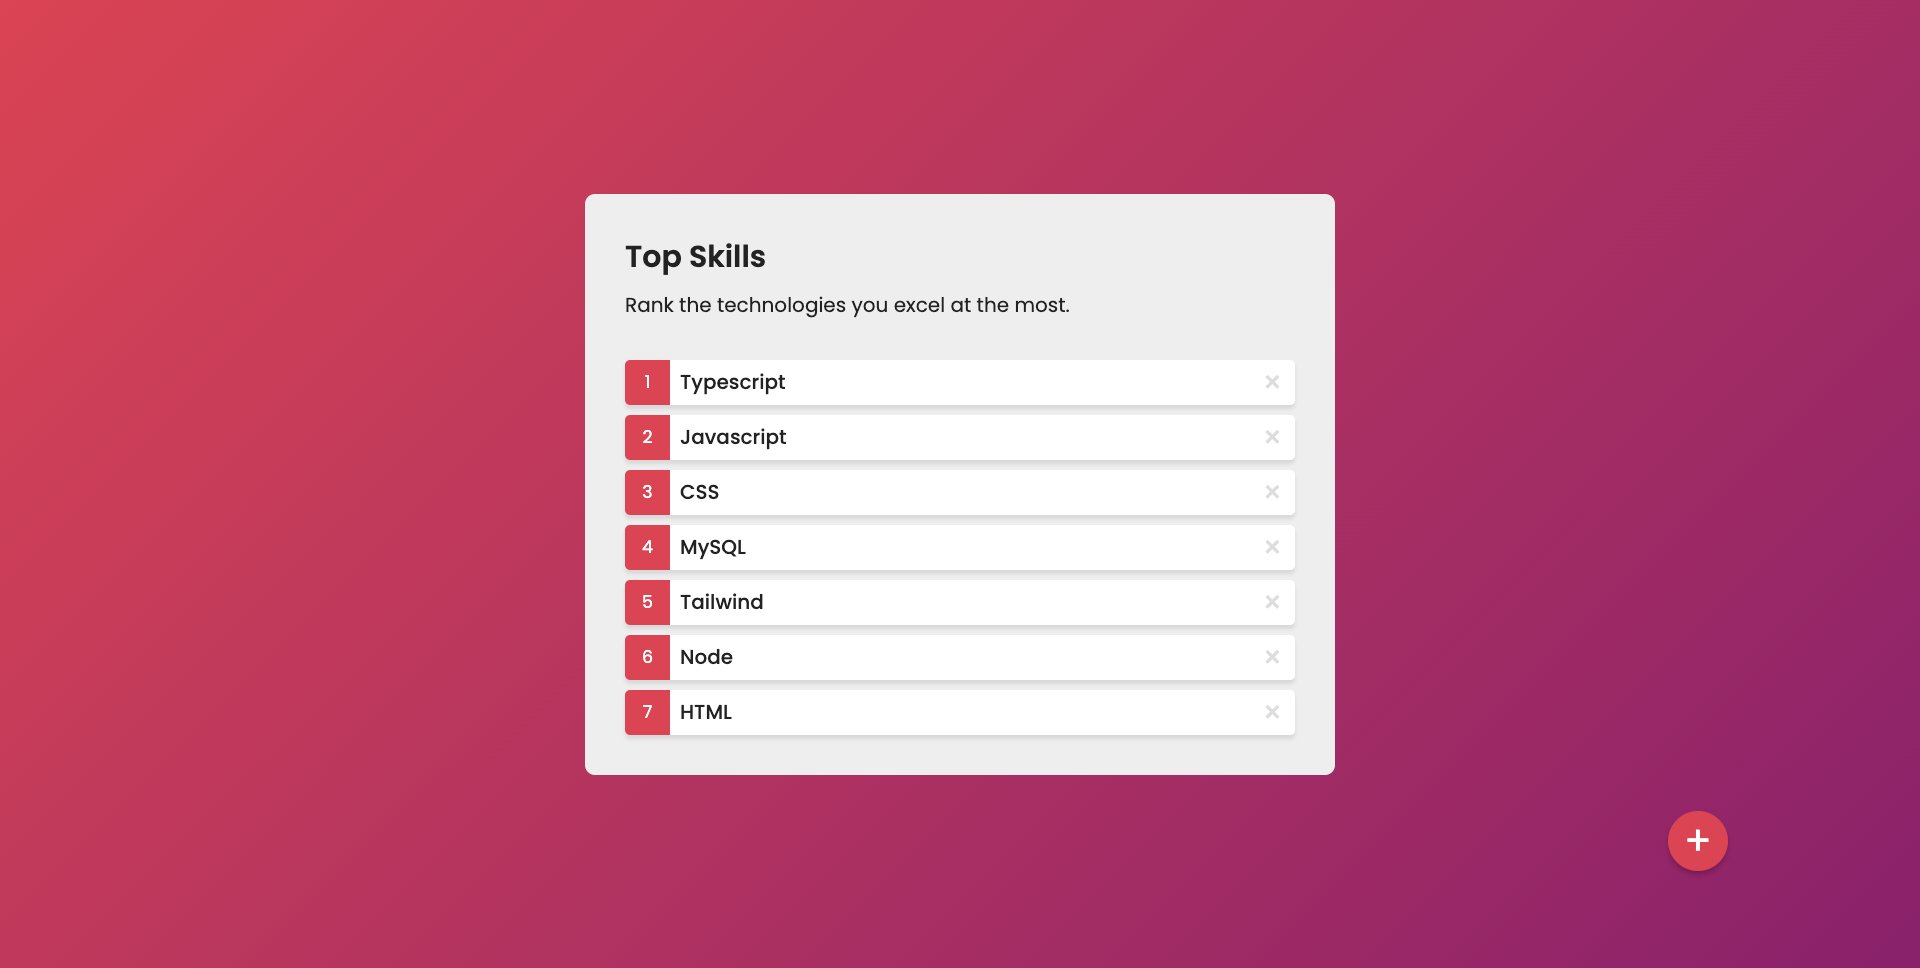 Top Skills
Rank the technologies you excel at the most.
1 Typescript
2 Javascript
3 CSS
4 MySQL
5 Tailwind
6 Node
7 HTML